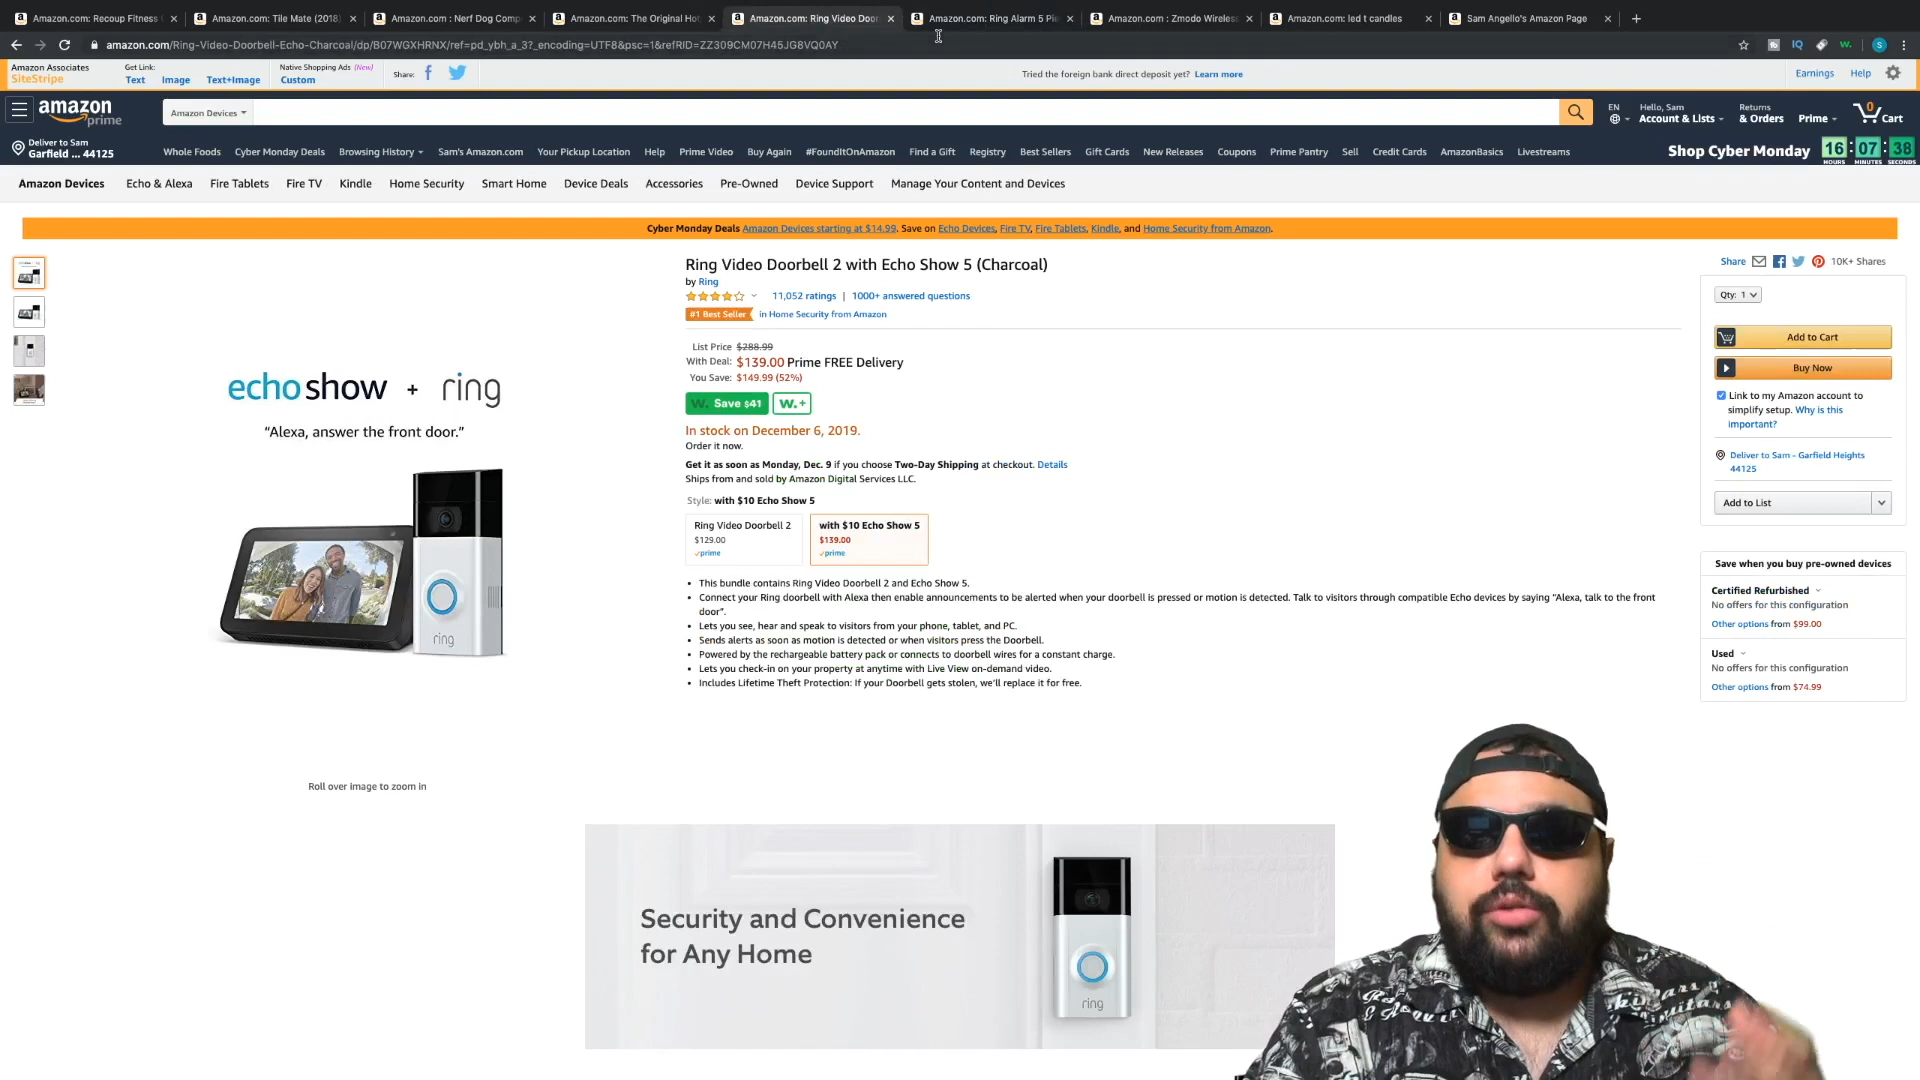 Amazon.com: Recoup Fitness
Amazon.com: Tile Mate (2018)
Amazon.com : Nerf Dog Comp
Amazon.com: The Original Hot
Amazon.com: Ring Video Door
Amazon.com: Ring Alarm 5 Pie
Amazon.com : Zmodo Wireless
Amazon.com: led t candles
Sam Angello's Amazon Page
amazon.com/Ring-Video-Doorbell-Echo-Charcoal/dp/B07WGXHRNX/ref=pd_ybh_a_3?_encoding=UTF8&psc=1&refRID=ZZ309CM07H45JG8VQ0AY
Amazon Associates
SiteStripe
Get Link:
Text Image Text+Image
Native Shopping Ads (New)
Custom
Share:
Tried the foreign bank direct deposit yet? Learn more
Earnings Help
amazon
prime
Amazon Devices
EN
Hello, Sam
Account & Lists
Returns
& Orders
Prime
0
Cart
Deliver to Sam
Garfield ... 44125
Whole Foods Cyber Monday Deals Browsing History Sam's Amazon.com Your Pickup Location Help Prime Video Buy Again #FoundItOnAmazon Find a Gift Registry Best Sellers Gift Cards New Releases Coupons Prime Pantry Sell Credit Cards AmazonBasics Livestreams
Shop Cyber Monday 16 : 07 : 38
HOURS MINUTES SECONDS
Amazon Devices Echo & Alexa Fire Tablets Fire TV Kindle Home Security Smart Home Device Deals Accessories Pre-Owned Device Support Manage Your Content and Devices
Cyber Monday Deals Amazon Devices starting at $14.99. Save on Echo Devices, Fire TV, Fire Tablets, Kindle, and Home Security from Amazon.
echo show + ring
"Alexa, answer the front door."
ring
Roll over image to zoom in
Ring Video Doorbell 2 with Echo Show 5 (Charcoal)
by Ring
11,052 ratings | 1000+ answered questions
#1 Best Seller in Home Security from Amazon
List Price $288.99
With Deal: $139.00 Prime FREE Delivery
You Save: $149.99 (52%)
W. Save $41 W.+
In stock on December 6, 2019.
Order it now.
Get it as soon as Monday, Dec. 9 if you choose Two-Day Shipping at checkout. Details
Ships from and sold by Amazon Digital Services LLC.
Style: with $10 Echo Show 5
Ring Video Doorbell 2
$129.00
prime
with $10 Echo Show 5
$139.00
prime
• This bundle contains Ring Video Doorbell 2 and Echo Show 5.
• Connect your Ring doorbell with Alexa then enable announcements to be alerted when your doorbell is pressed or motion is detected. Talk to visitors through compatible Echo devices by saying "Alexa, talk to the front
door".
• Lets you see, hear and speak to visitors from your phone, tablet, and PC.
• Sends alerts as soon as motion is detected or when visitors press the Doorbell.
• Powered by the rechargeable battery pack or connects to doorbell wires for a constant charge.
• Lets you check-in on your property at anytime with Live View on-demand video.
• Includes Lifetime Theft Protection: If your Doorbell gets stolen, we'll replace it for free.
Share 10K+ Shares
Qty: 1
Add to Cart
Buy Now
Link to my Amazon account to
simplify setup. Why is this
important?
Deliver to Sam - Garfield Heights
44125
Add to List
Save when you buy pre-owned devices
Certified Refurbished
No offers for this configuration
Other options from $99.00
Used
No offers for this configuration
Other options from $74.99
Security and Convenience
for Any Home
ring